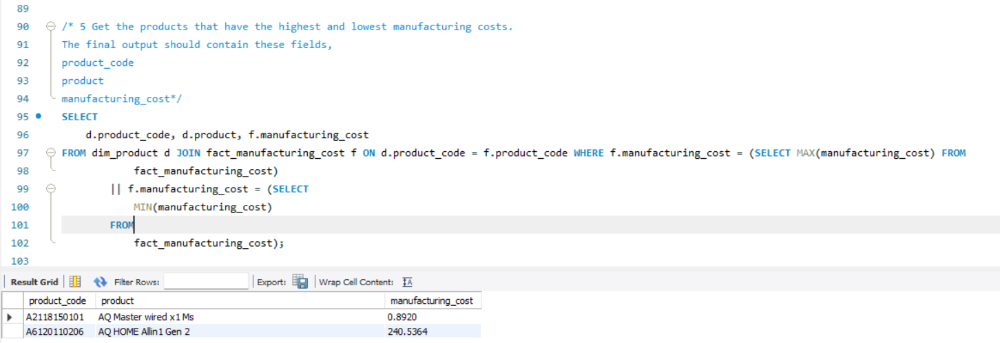 89
90 /* 5 Get the products that have the highest and lowest manufacturing costs.
91 The final output should contain these fields,
92 product_code
93 product
94 manufacturing_cost*/
95 SELECT
96 d.product_code, d.product, f.manufacturing_cost
97 FROM dim_product d JOIN fact_manufacturing_cost f ON d.product_code = f.product_code WHERE f.manufacturing_cost = (SELECT MAX(manufacturing_cost) FROM
98 fact_manufacturing_cost)
99 || f.manufacturing_cost = (SELECT
100 MIN(manufacturing_cost)
101 FROM
102 fact_manufacturing_cost);
103
Result Grid Filter Rows: Export: Wrap Cell Content: IA
product_code product manufacturing_cost
A2118150101 AQ Master wired x1 Ms 0.8920
A6120110206 AQ HOME Allin1 Gen 2 240.5364